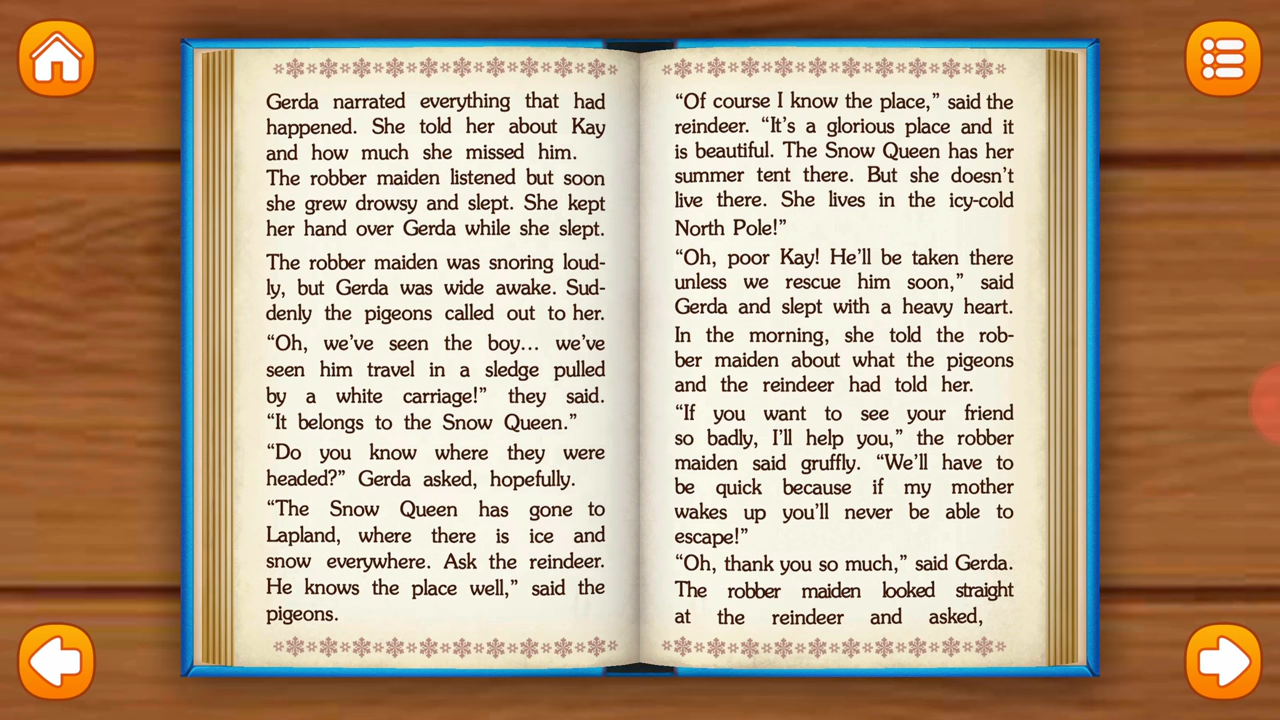 Gerda narrated everything that had
happened. She told her about Kay
and how much she missed him.
The robber maiden listened but soon
she grew drowsy and slept. She kept
her hand over Gerda while she slept.
The robber maiden was snoring loud-
ly, but Gerda was wide awake. Sud-
denly the pigeons called out to her.
“Oh, we’ve seen the boy... we’ve
seen him travel in a sledge pulled
by a white carriage!” they said.
“It belongs to the Snow Queen.”
“Do you know where they were
headed?” Gerda asked, hopefully.
“The Snow Queen has gone to
Lapland, where there is ice and
snow everywhere. Ask the reindeer.
He knows the place well,” said the
pigeons.
“Of course I know the place,” said the
reindeer. “It’s a glorious place and it
is beautiful. The Snow Queen has her
summer tent there. But she doesn’t
live there. She lives in the icy-cold
North Pole!”
“Oh, poor Kay! He’ll be taken there
unless we rescue him soon,” said
Gerda and slept with a heavy heart.
In the morning, she told the rob-
ber maiden about what the pigeons
and the reindeer had told her.
“If you want to see your friend
so badly, I’ll help you,” the robber
maiden said gruffly. “We’ll have to
be quick because if my mother
wakes up you’ll never be able to
escape!”
“Oh, thank you so much,” said Gerda.
The robber maiden looked straight
at the reindeer and asked,